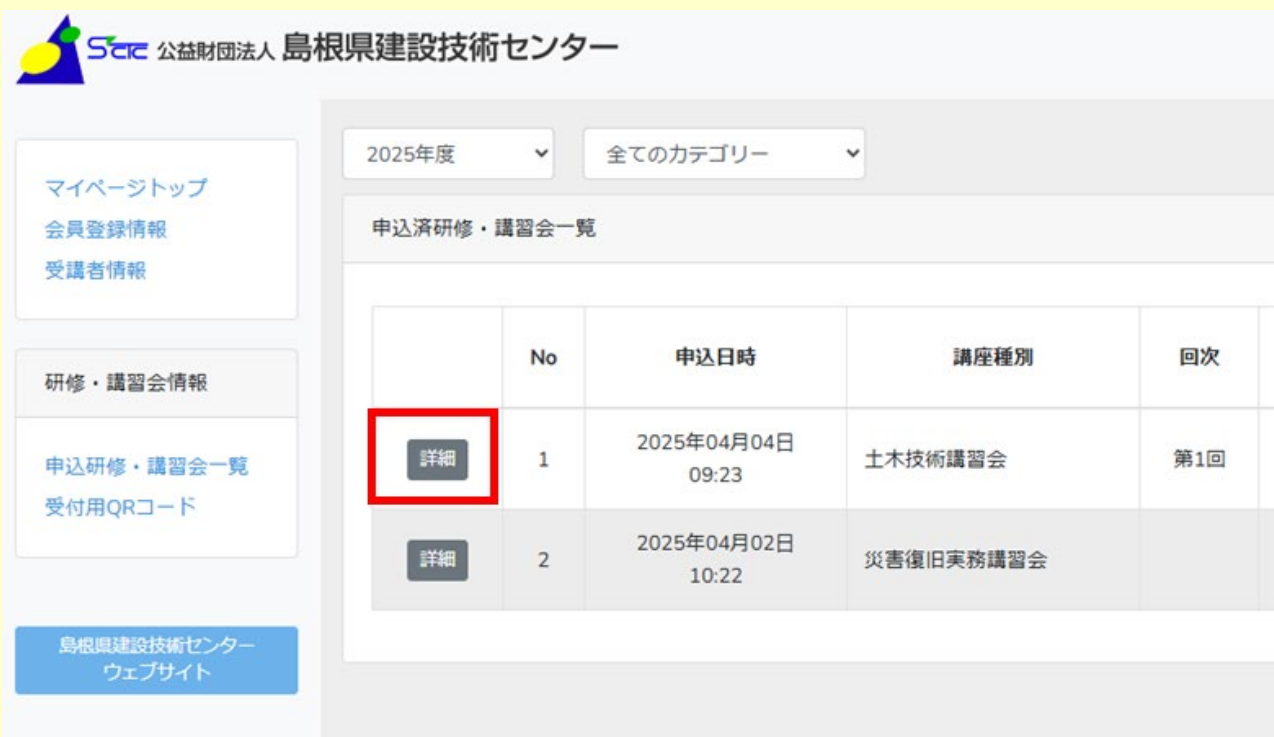 公益財団法人 島根県建設技術センター
マイページトップ
会員登録情報
受講者情報
研修・講習会情報
申込研修・講習会一覧
受付用QRコード
島根県建設技術センター
ウェブサイト
2025年度
全てのカテゴリー
申込済研修・講習会一覧
No 申込日時 講座種別 回次
詳細 1 2025年04月04日 土木技術講習会 第1回
09:23
詳細 2 2025年04月02日 災害復旧実務講習会
10:22